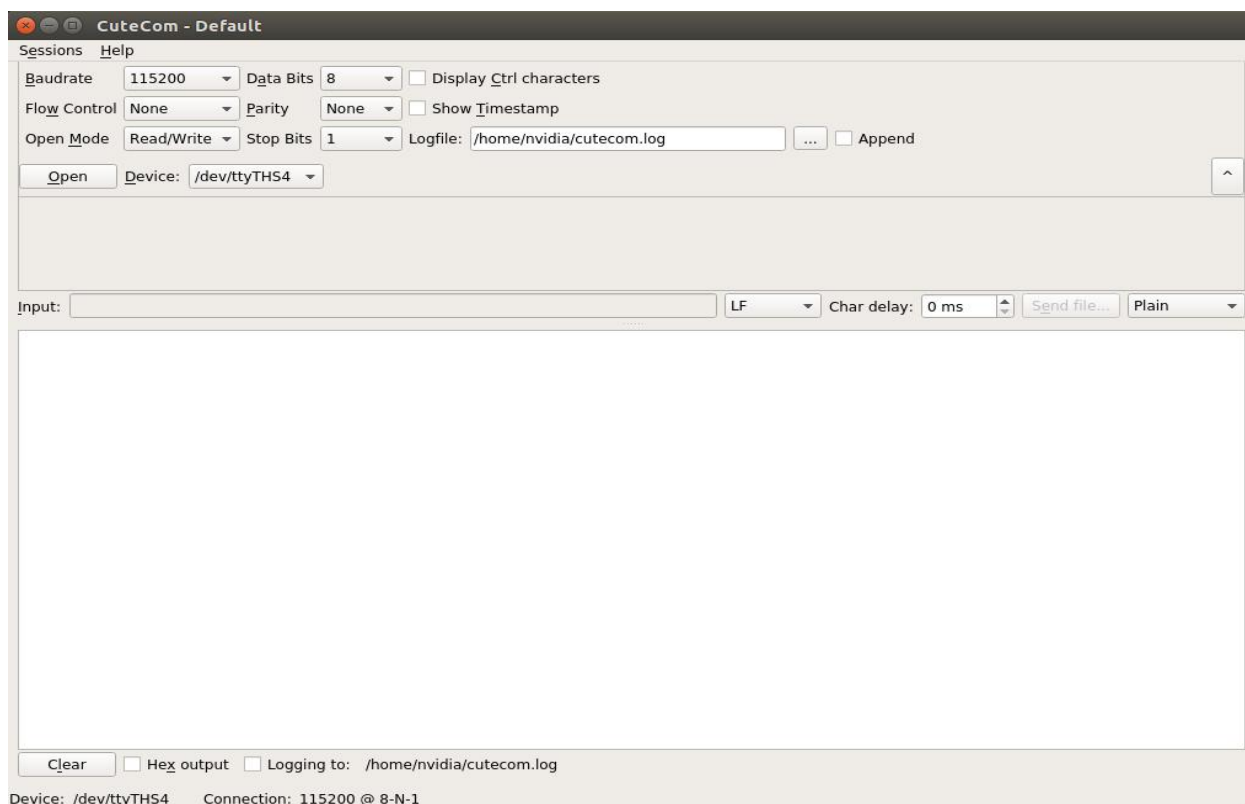 CuteCom - Default
Sessions Help
Baudrate 115200 Data Bits 8 Display Ctrl characters
Flow Control None Parity None Show Timestamp
Open Mode Read/Write Stop Bits 1 Logfile: /home/nvidia/cutecom.log ... Append
Open Device: /dev/ttyTHS4 ^
Input: LF Char delay: 0 ms Send file... Plain
Clear Hex output Logging to: /home/nvidia/cutecom.log
Device: /dev/ttyTHS4 Connection: 115200 @ 8-N-1